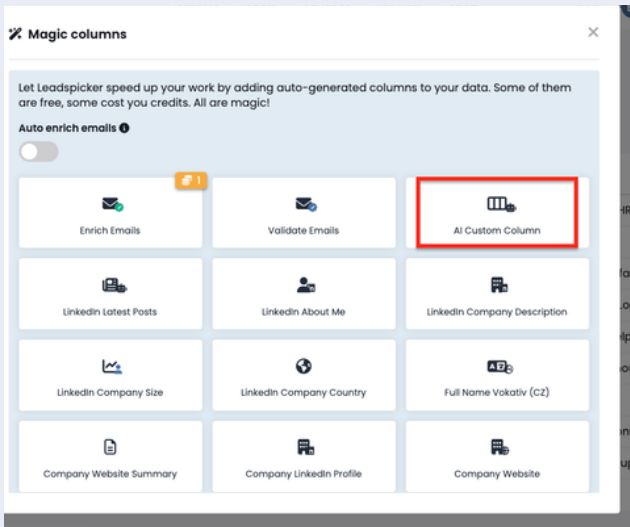 Magic columns
Let Leadspicker speed up your work by adding auto-generated columns to your data. Some of them
are free, some cost you credits. All are magic!
Auto enrich emails
1
Enrich Emails
Validate Emails
AI Custom Column
LinkedIn Latest Posts
LinkedIn About Me
LinkedIn Company Description
LinkedIn Company Size
LinkedIn Company Country
Full Name Vokativ (CZ)
Company Website Summary
Company LinkedIn Profile
Company Website